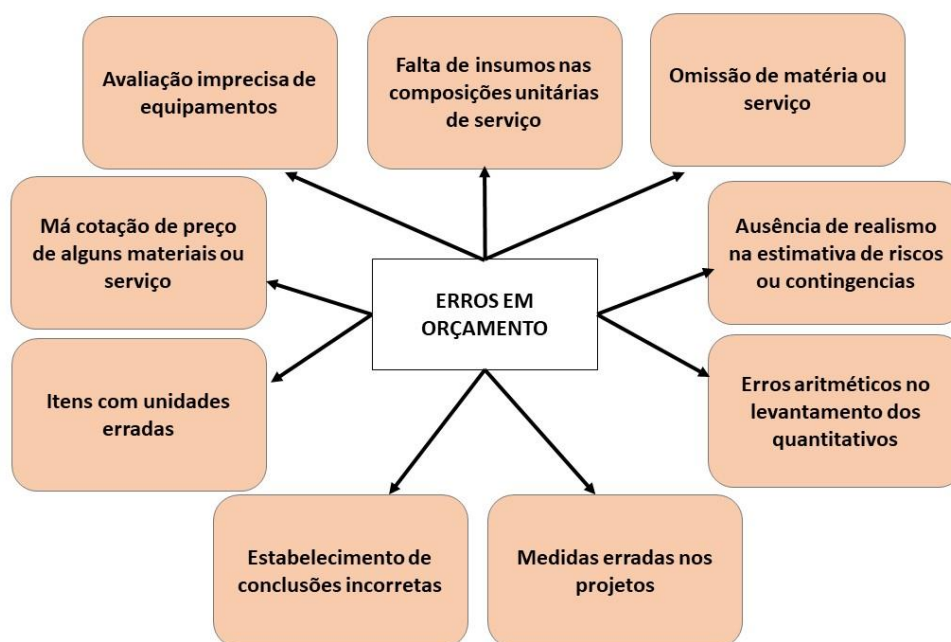 Avaliação imprecisa de
equipamentos
Falta de insumos nas
composições unitárias
de serviço
Omissão de matéria ou
serviço
Má cotação de preço
de alguns materiais ou
serviço
ERROS EM
ORÇAMENTO
Ausência de realismo
na estimativa de riscos
ou contingencias
Itens com unidades
erradas
Erros aritméticos no
levantamento dos
quantitativos
Estabelecimento de
conclusões incorretas
Medidas erradas nos
projetos